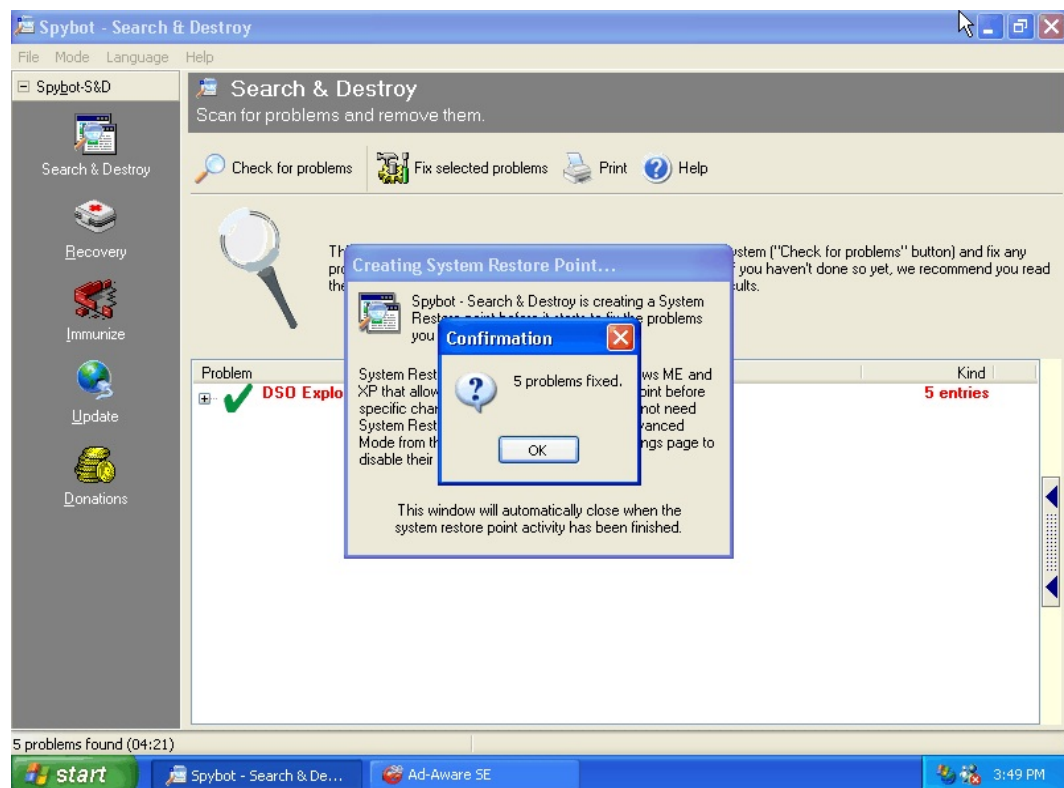 Spybot - Search & Destroy
File Mode Language Help
Spybot-S&D
Search & Destroy
Recovery
Immunize
Update
Donations
Search & Destroy
Scan for problems and remove them.
Check for problems
Fix selected problems
Print
Help
ystem ("Check for problems" button) and fix any
you haven't done so yet, we recommend you read
Creating System Restore Point...
Spybot - Search & Destroy is creating a System
problems
you
System Rest ws ME and
XP that allow oint before
specific char not need
System Rest vanced
Mode from th ngs page to
disable their
This window will automatically close when the
system restore point activity has been finished.
Confirmation
5 problems fixed.
OK
Problem Kind
DSO Explo 5 entries
5 problems found (04:21)
start
Spybot - Search & De...
Ad-Aware SE
3:49 PM